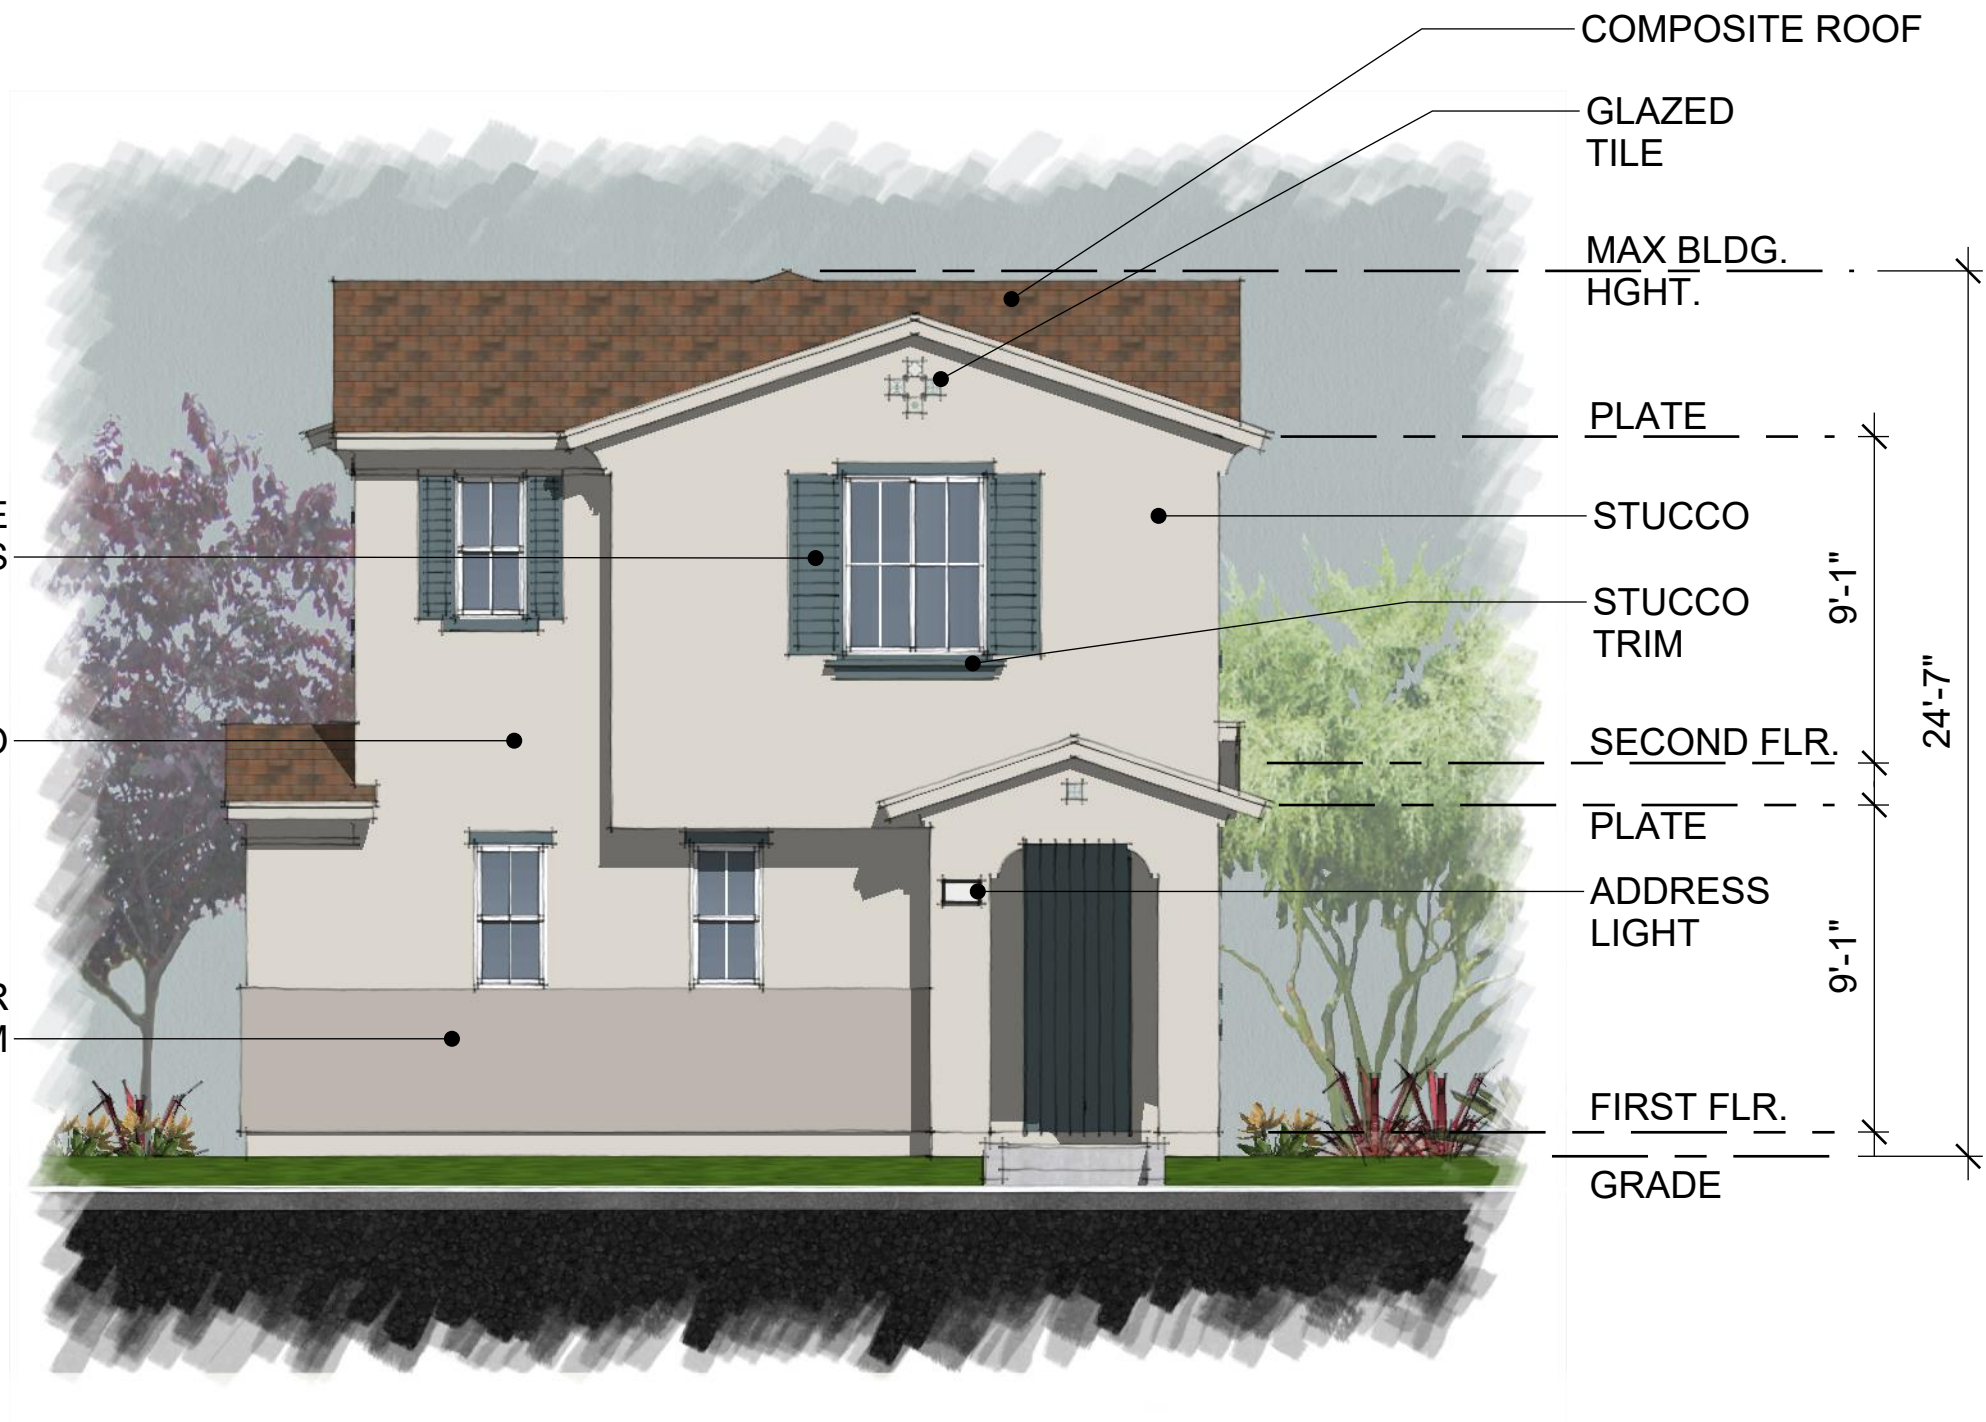 COMPOSITE ROOF
GLAZED
TILE
MAX BLDG.
HGHT.
PLATE
STUCCO
9'-1"
STUCCO
TRIM
24'-7"
SECOND FLR.
PLATE
ADDRESS
LIGHT
9'-1"
FIRST FLR.
GRADE